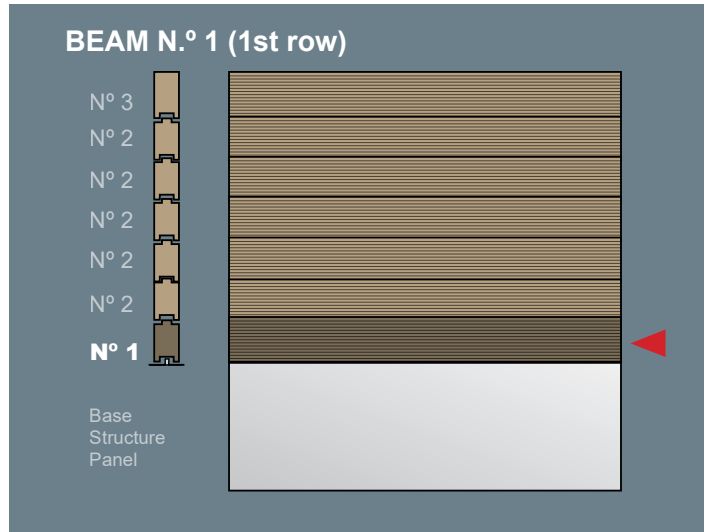 BEAM N.º 1 (1st row)
Nº 3
Nº 2
Nº 2
Nº 2
Nº 2
Nº 2
Nº 1
Base
Structure
Panel